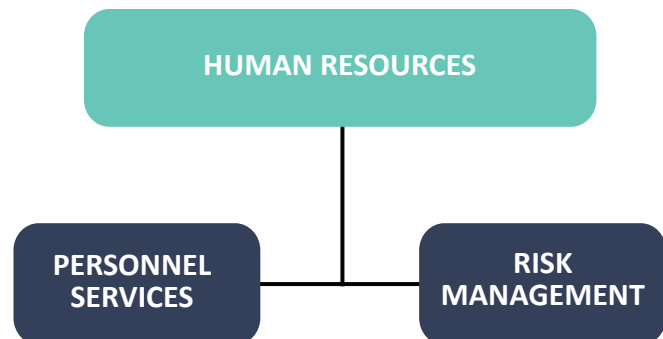 HUMAN RESOURCES
PERSONNEL
SERVICES
RISK
MANAGEMENT